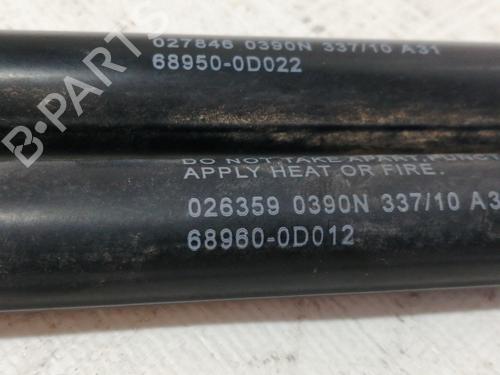 027846 0390N 337/10 A31
68950-0D022
DO NOT TAKE APART. PUNC
APPLY HEAT OR FIRE.
026359 0390N 337/10 A3
68960-0D012
B-PARTS